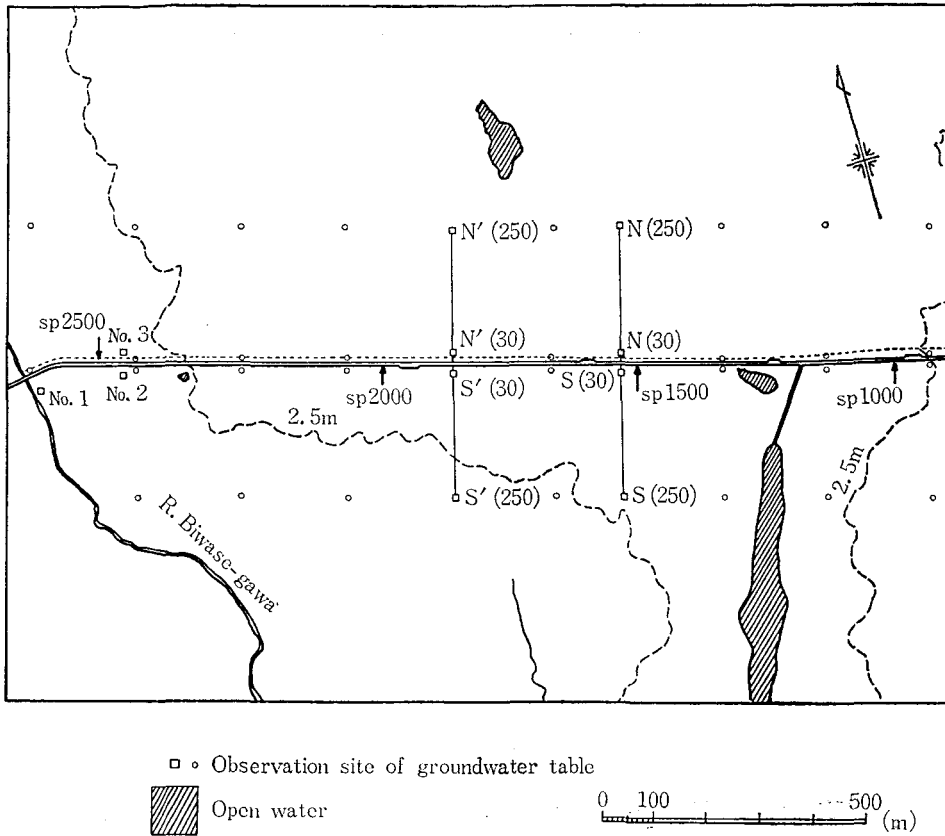 N′ (250)
N (250)
sp2500
No. 3
N′ (30)
N (30)
No. 1
No. 2
sp2000
S′ (30)
S (30)
sp1500
sp1000
2.5m
2.5m
S′ (250)
S (250)
R. Biwase-gawa
Observation site of groundwater table
Open water
0 100 500
(m)